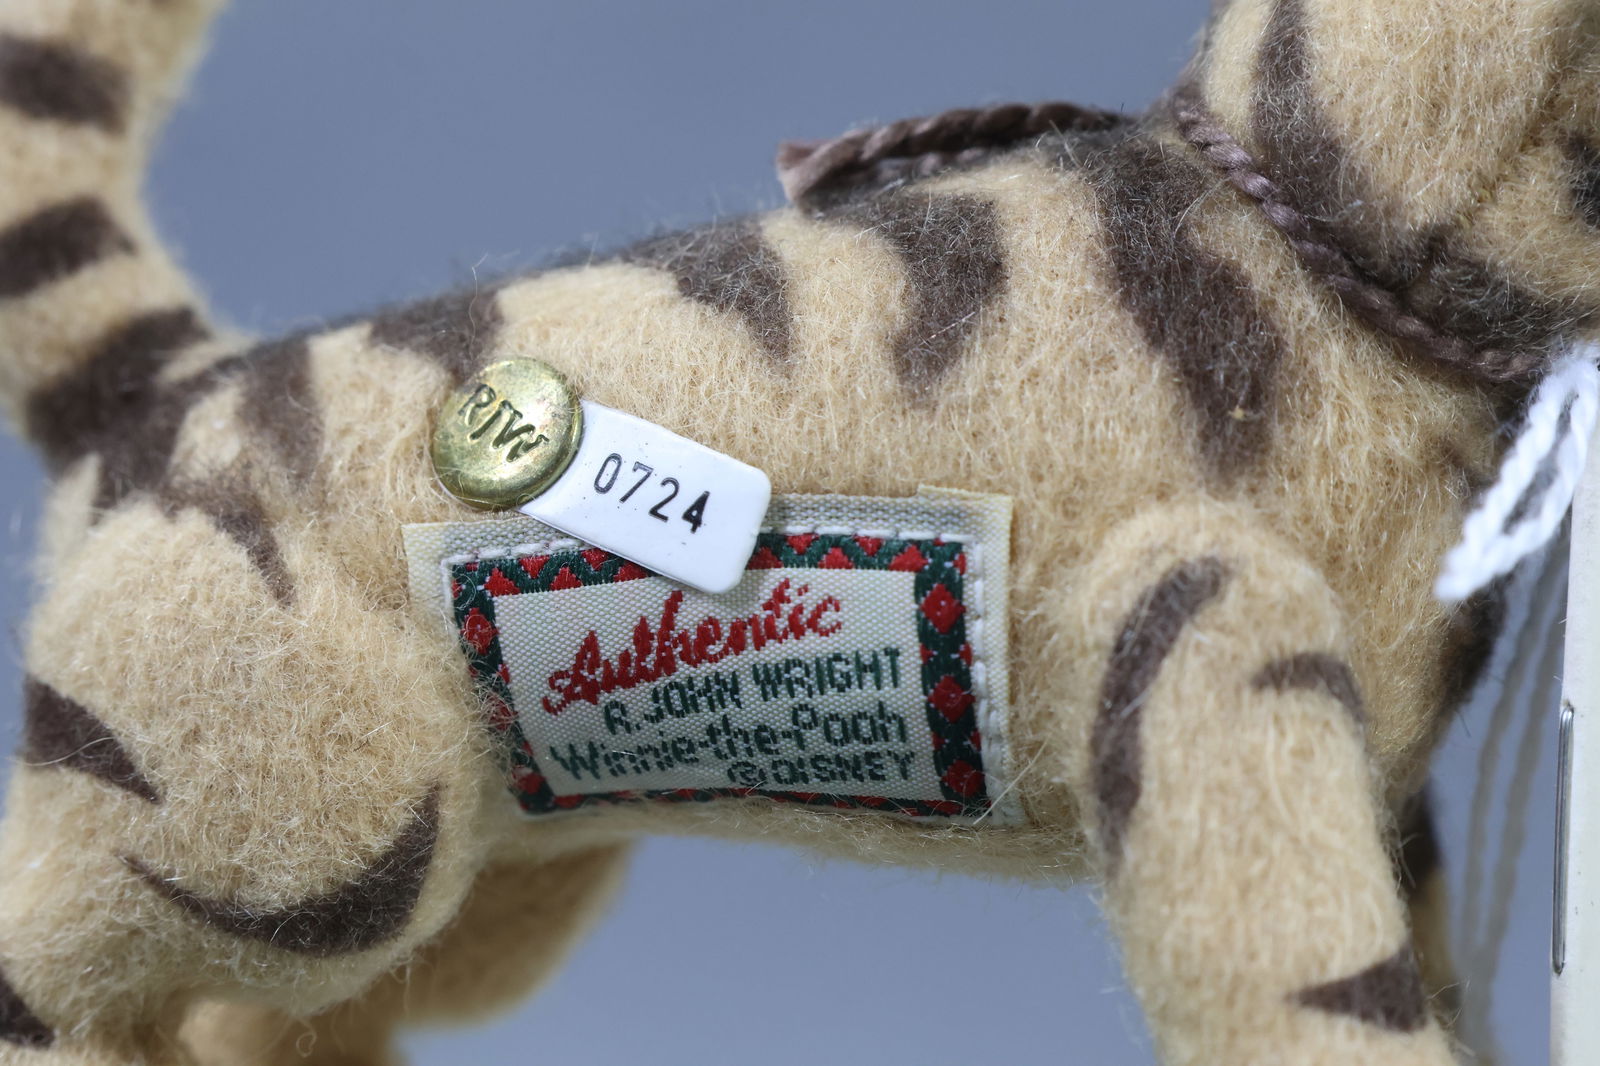 RJW
0724
Authentic
R. JOHN WRIGHT
Winnie-the-Pooh
© DISNEY